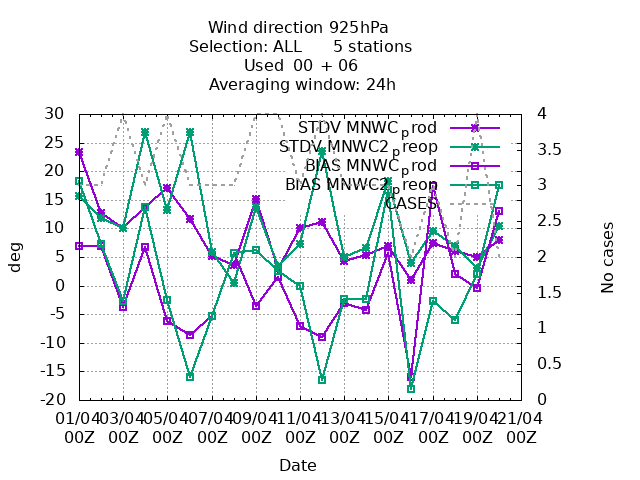 Wind direction 925hPa
Selection: ALL 5 stations
Used 00 + 06
Averaging window: 24h
30 4
STDV MNWCprod
25 3.5
STDV MNWC2preop
20 3
BIAS MNWCprod
BIAS MNWC2preop
15 2.5
CASES
10 2
5 1.5
0 1
-5 0.5
-10 0
-15
-20
deg
No cases
01/04 03/04 05/04 07/04 09/04 11/04 13/04 15/04 17/04 19/04 21/04
00Z 00Z 00Z 00Z 00Z 00Z 00Z 00Z 00Z 00Z 00Z
Date